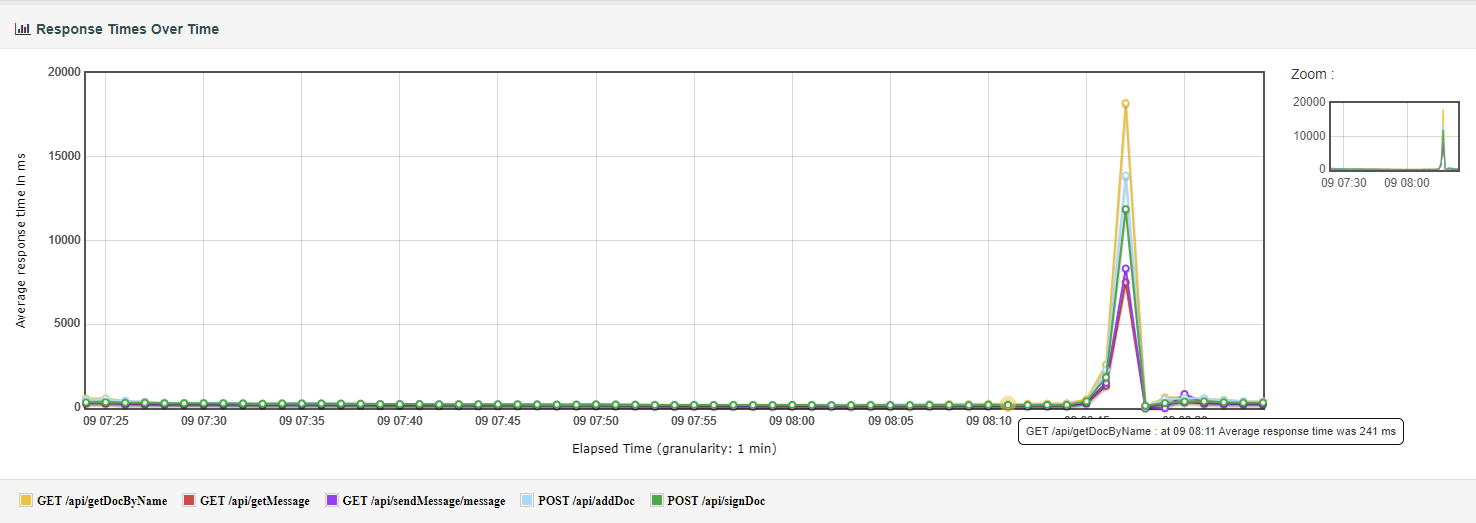 Response Times Over Time
Zoom :
20000
15000
10000
5000
0
Average response time in ms
09 07:25 09 07:30 09 07:35 09 07:40 09 07:45 09 07:50 09 07:55 09 08:00 09 08:05 09 08:10
Elapsed Time (granularity: 1 min)
GET /api/getDocByName : at 09 08:11 Average response time was 241 ms
20000
10000
0
09 07:30 09 08:00
GET /api/getDocByName GET /api/getMessage GET /api/sendMessage/message POST /api/addDoc POST /api/signDoc